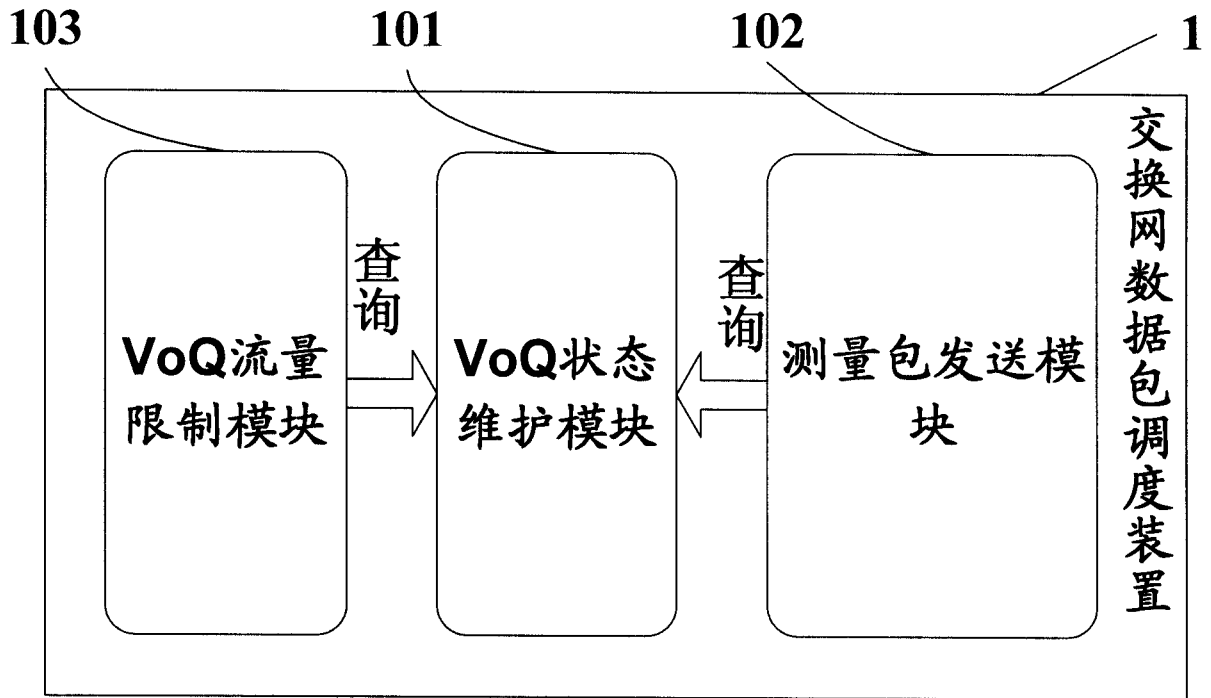 103
101
102
1
交换网数据包调度装置
查询
查询
VoQ流量
限制模块
VoQ状态
维护模块
测量包发送模
块